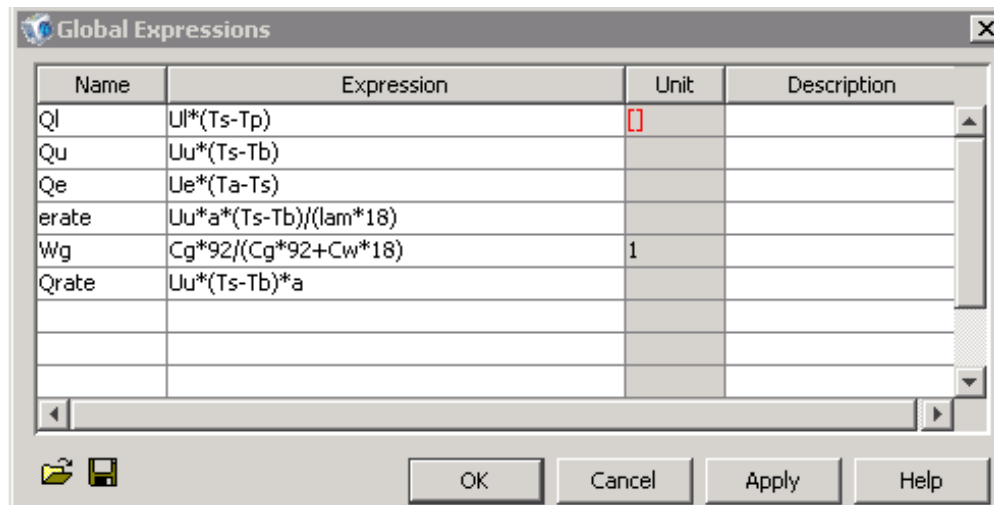 Global Expressions
Name Expression Unit Description
Ql Ul*(Ts-Tp) []
Qu Uu*(Ts-Tb)
Qe Ue*(Ta-Ts)
erate Uu*a*(Ts-Tb)/(lam*18)
Wg Cg*92/(Cg*92+Cw*18) 1
Qrate Uu*(Ts-Tb)*a
OK Cancel Apply Help